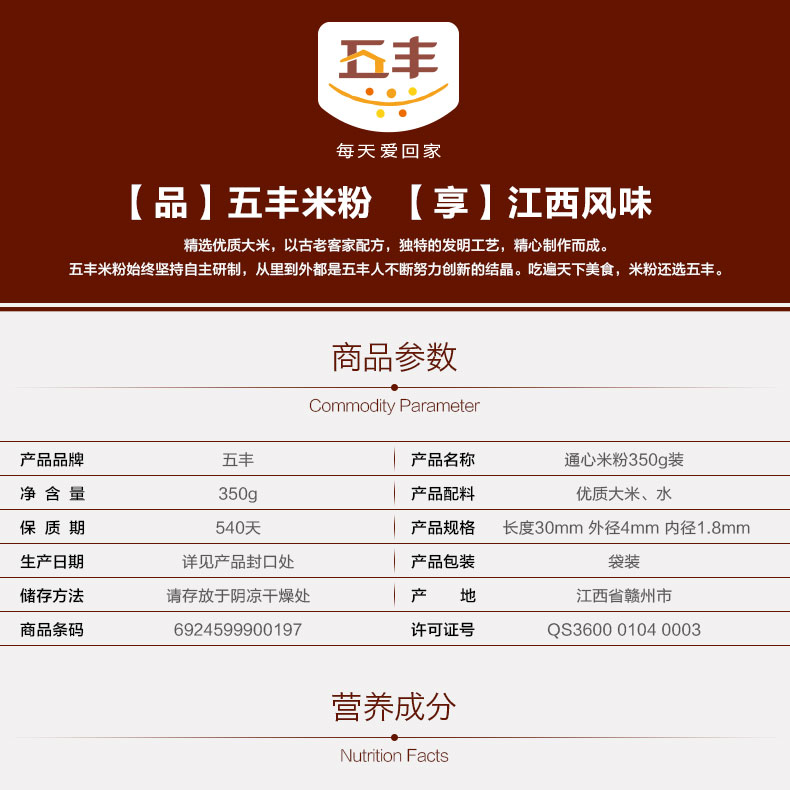 五丰
每天爱回家
【品】五丰米粉 【享】江西风味
精选优质大米，以古老客家配方，独特的发明工艺，精心制作而成。
五丰米粉始终坚持自主研制，从里到外都是五丰人不断努力创新的结晶。吃遍天下美食，米粉还选五丰。
商品参数
Commodity Parameter
产品品牌 五丰 产品名称 通心米粉350g装
净含量 350g 产品配料 优质大米、水
保质期 540天 产品规格 长度30mm 外径4mm 内径1.8mm
生产日期 详见产品封口处 产品包装 袋装
储存方法 请存放于阴凉干燥处 产地 江西省赣州市
商品条码 6924599900197 许可证号 QS3600 0104 0003
营养成分
Nutrition Facts